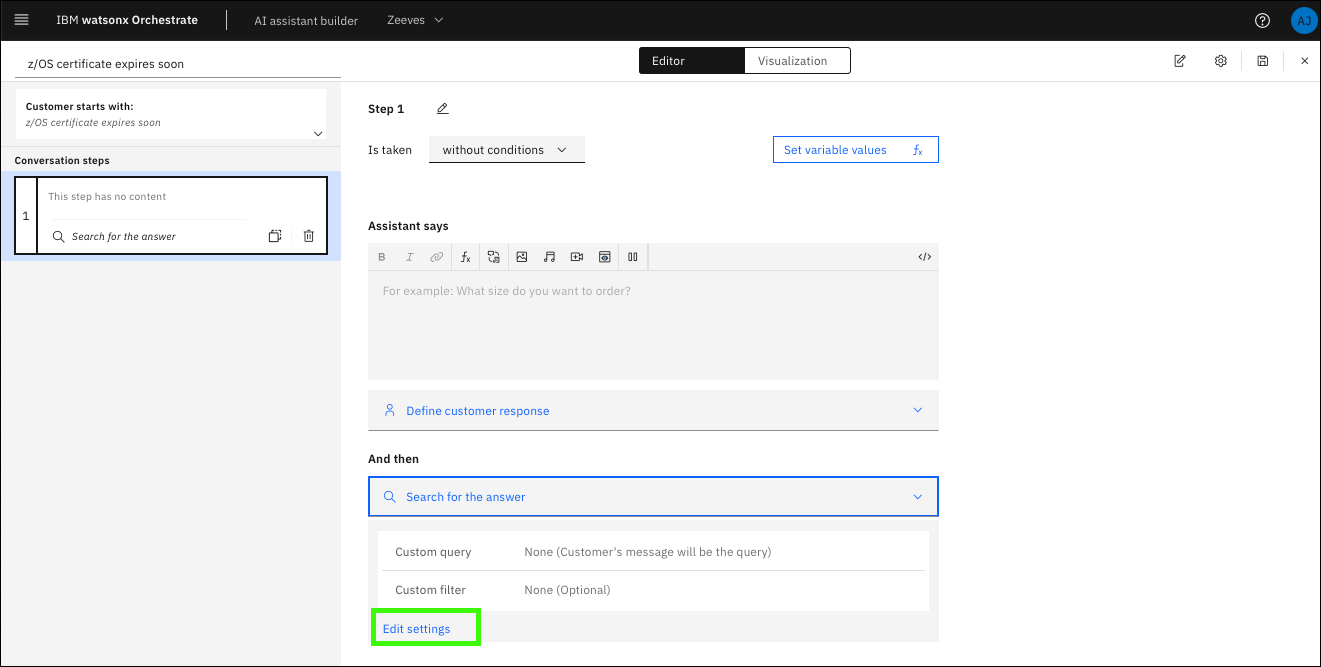 IBM watsonx Orchestrate
AI assistant builder
Zeeves
AJ
z/OS certificate expires soon
Editor
Visualization
Customer starts with:
z/OS certificate expires soon
Conversation steps
1
This step has no content
Search for the answer
Step 1
Is taken
without conditions
Set variable values
fx
Assistant says
B
I
fx
</>
For example: What size do you want to order?
Define customer response
And then
Search for the answer
Custom query
None (Customer's message will be the query)
Custom filter
None (Optional)
Edit settings